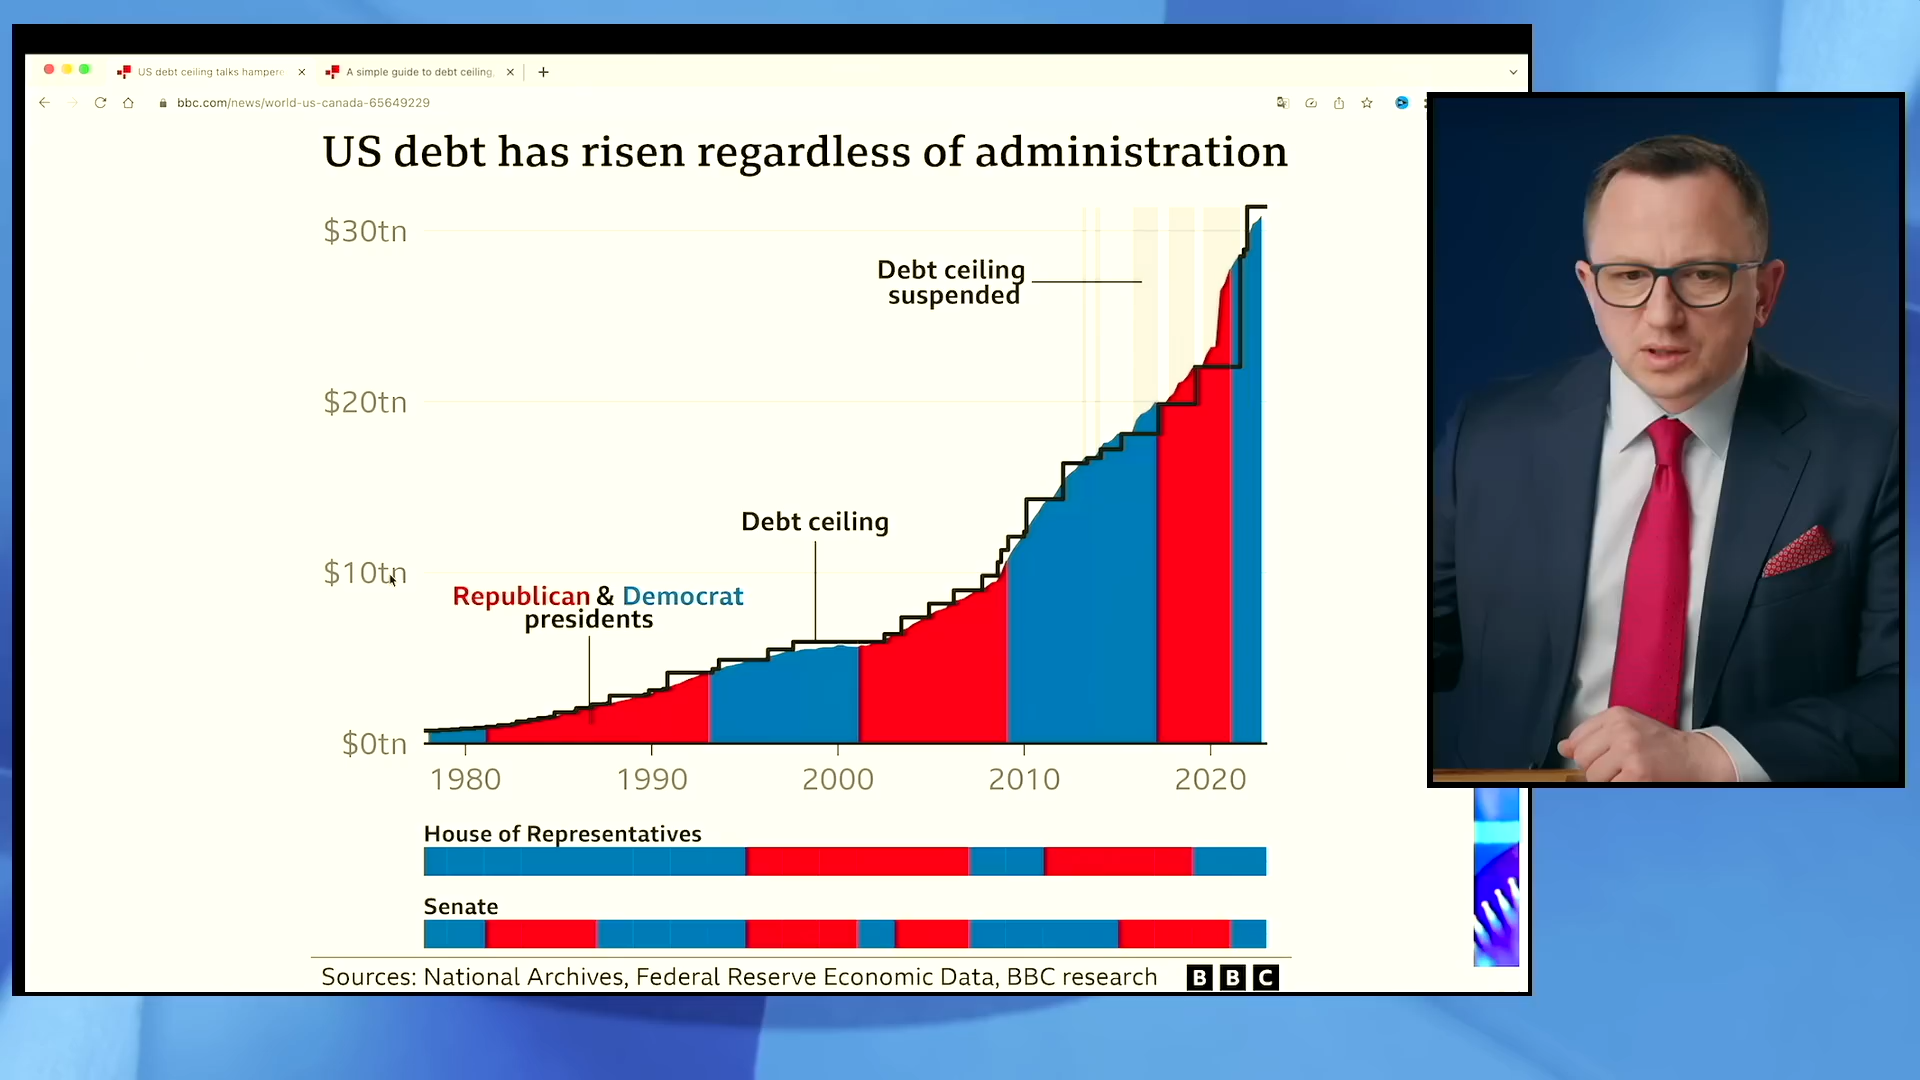 US debt ceiling talks hampere
A simple guide to debt ceiling,
bbc.com/news/world-us-canada-65649229
US debt has risen regardless of administration
$30tn
Debt ceiling
suspended
$20tn
Debt ceiling
$10tn
Republican & Democrat
presidents
$0tn
1980 1990 2000 2010 2020
House of Representatives
Senate
Sources: National Archives, Federal Reserve Economic Data, BBC research BBC